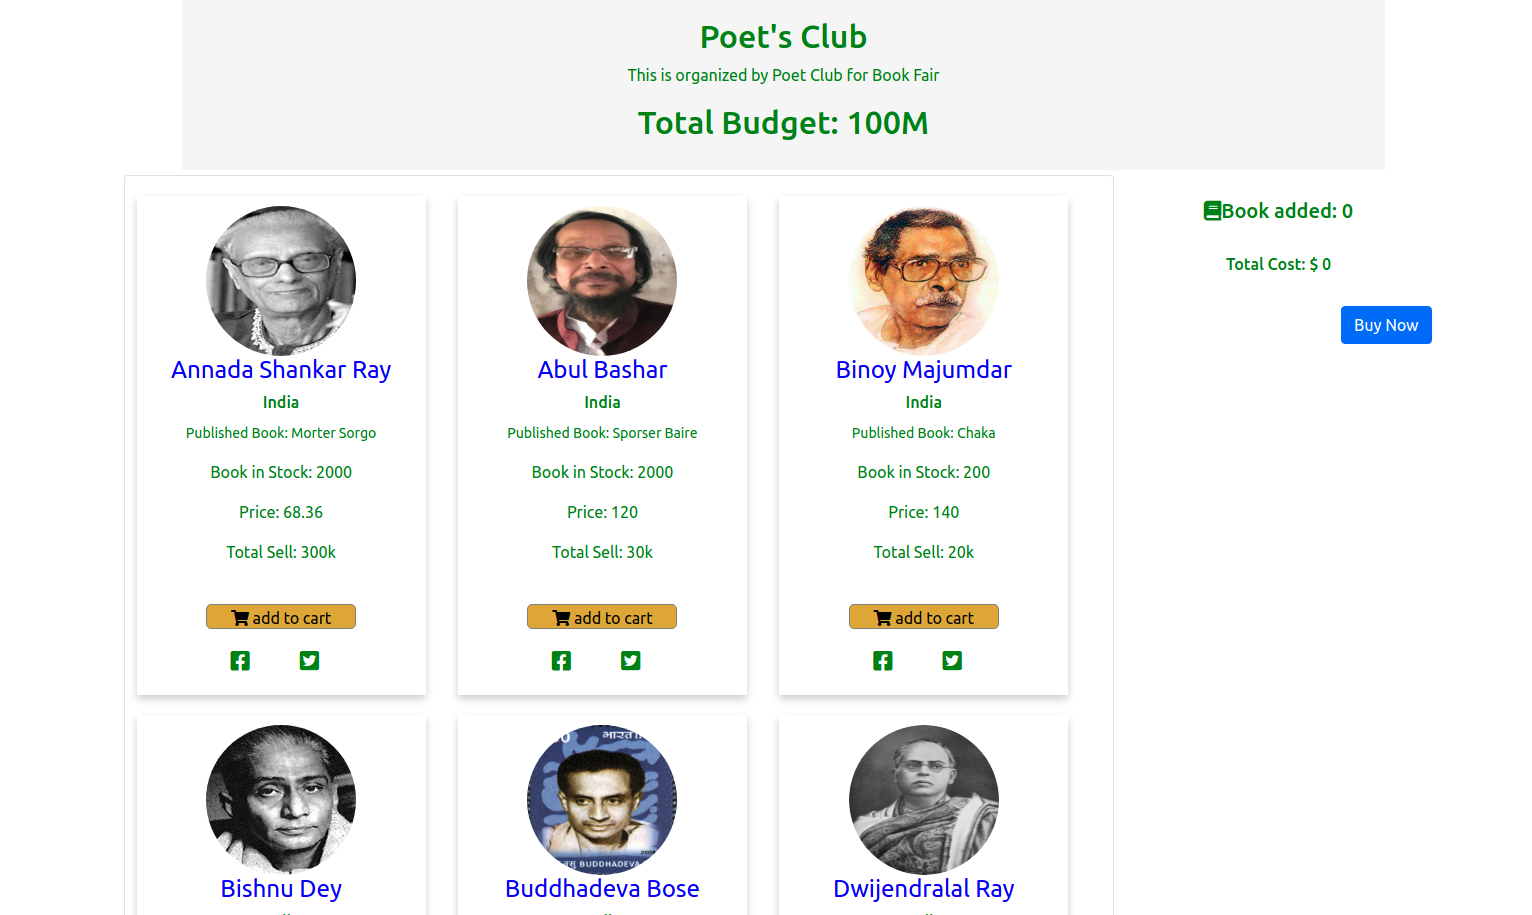 Poet's Club
This is organized by Poet Club for Book Fair
Total Budget: 100M
Book added: 0
Total Cost: $ 0
Buy Now
Annada Shankar Ray
India
Published Book: Morter Sorgo
Book in Stock: 2000
Price: 68.36
Total Sell: 300k
add to cart
Abul Bashar
India
Published Book: Sporser Baire
Book in Stock: 2000
Price: 120
Total Sell: 30k
add to cart
Binoy Majumdar
India
Published Book: Chaka
Book in Stock: 200
Price: 140
Total Sell: 20k
add to cart
Bishnu Dey
भारत
BUDDHADEVA
Buddhadeva Bose
Dwijendralal Ray